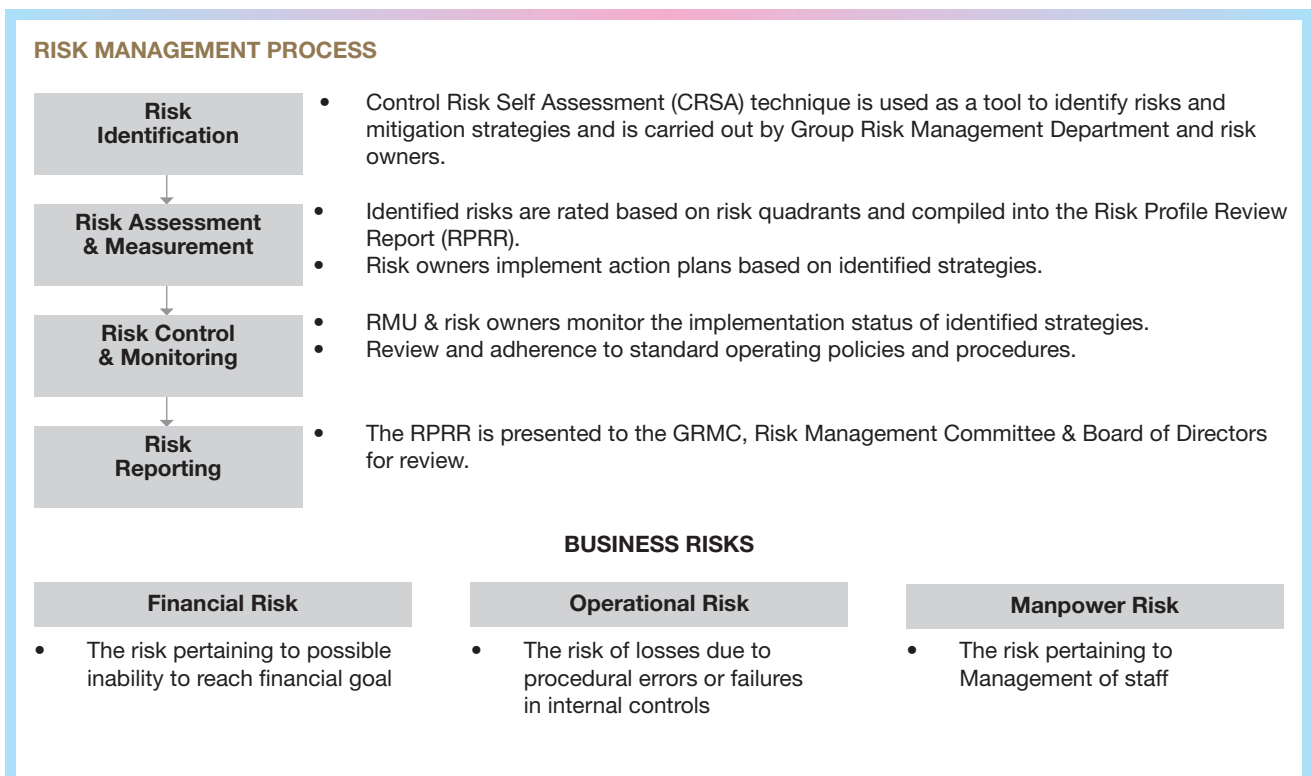 RISK MANAGEMENT PROCESS
Risk
Identification
• Control Risk Self Assessment (CRSA) technique is used as a tool to identify risks and
mitigation strategies and is carried out by Group Risk Management Department and risk
owners.
Risk Assessment
& Measurement
• Identified risks are rated based on risk quadrants and compiled into the Risk Profile Review
Report (RPRR).
• Risk owners implement action plans based on identified strategies.
Risk Control
& Monitoring
• RMU & risk owners monitor the implementation status of identified strategies.
• Review and adherence to standard operating policies and procedures.
Risk
Reporting
• The RPRR is presented to the GRMC, Risk Management Committee & Board of Directors
for review.
BUSINESS RISKS
Financial Risk
• The risk pertaining to possible
inability to reach financial goal
Operational Risk
• The risk of losses due to
procedural errors or failures
in internal controls
Manpower Risk
• The risk pertaining to
Management of staff